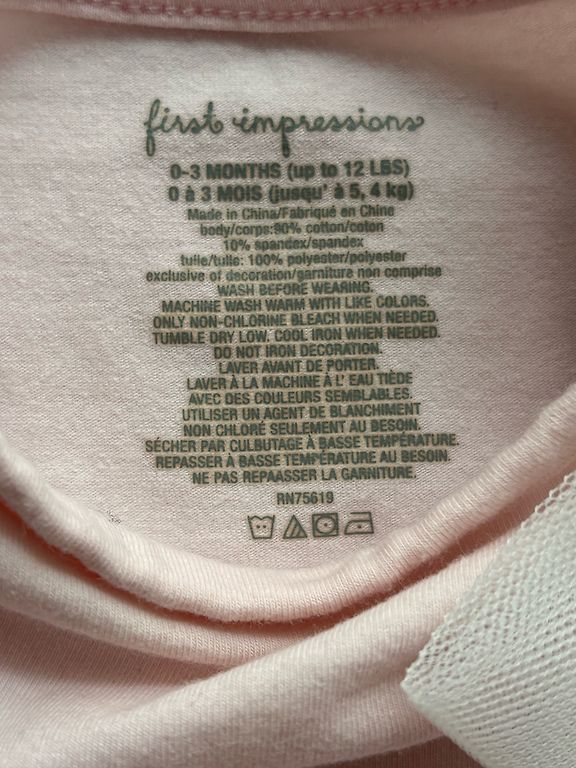 first impressions
0-3 MONTHS (up to 12 LBS)
0 à 3 MOIS (jusqu' à 5, 4 kg)
Made in China/Fabriqué en Chine
body/corps:90% cotton/coton
10% spandex/spandex
tulle/tulle: 100% polyester/polyester
exclusive of decoration/garniture non comprise
WASH BEFORE WEARING.
MACHINE WASH WARM WITH LIKE COLORS.
ONLY NON-CHLORINE BLEACH WHEN NEEDED.
TUMBLE DRY LOW. COOL IRON WHEN NEEDED.
DO NOT IRON DECORATION.
LAVER AVANT DE PORTER.
LAVER À LA MACHINE À L' EAU TIÈDE
AVEC DES COULEURS SEMBLABLES.
UTILISER UN AGENT DE BLANCHIMENT
NON CHLORÉ SEULEMENT AU BESOIN.
SÉCHER PAR CULBUTAGE À BASSE TEMPÉRATURE.
REPASSER À BASSE TEMPÉRATURE AU BESOIN.
NE PAS REPAASSER LA GARNITURE.
RN75619